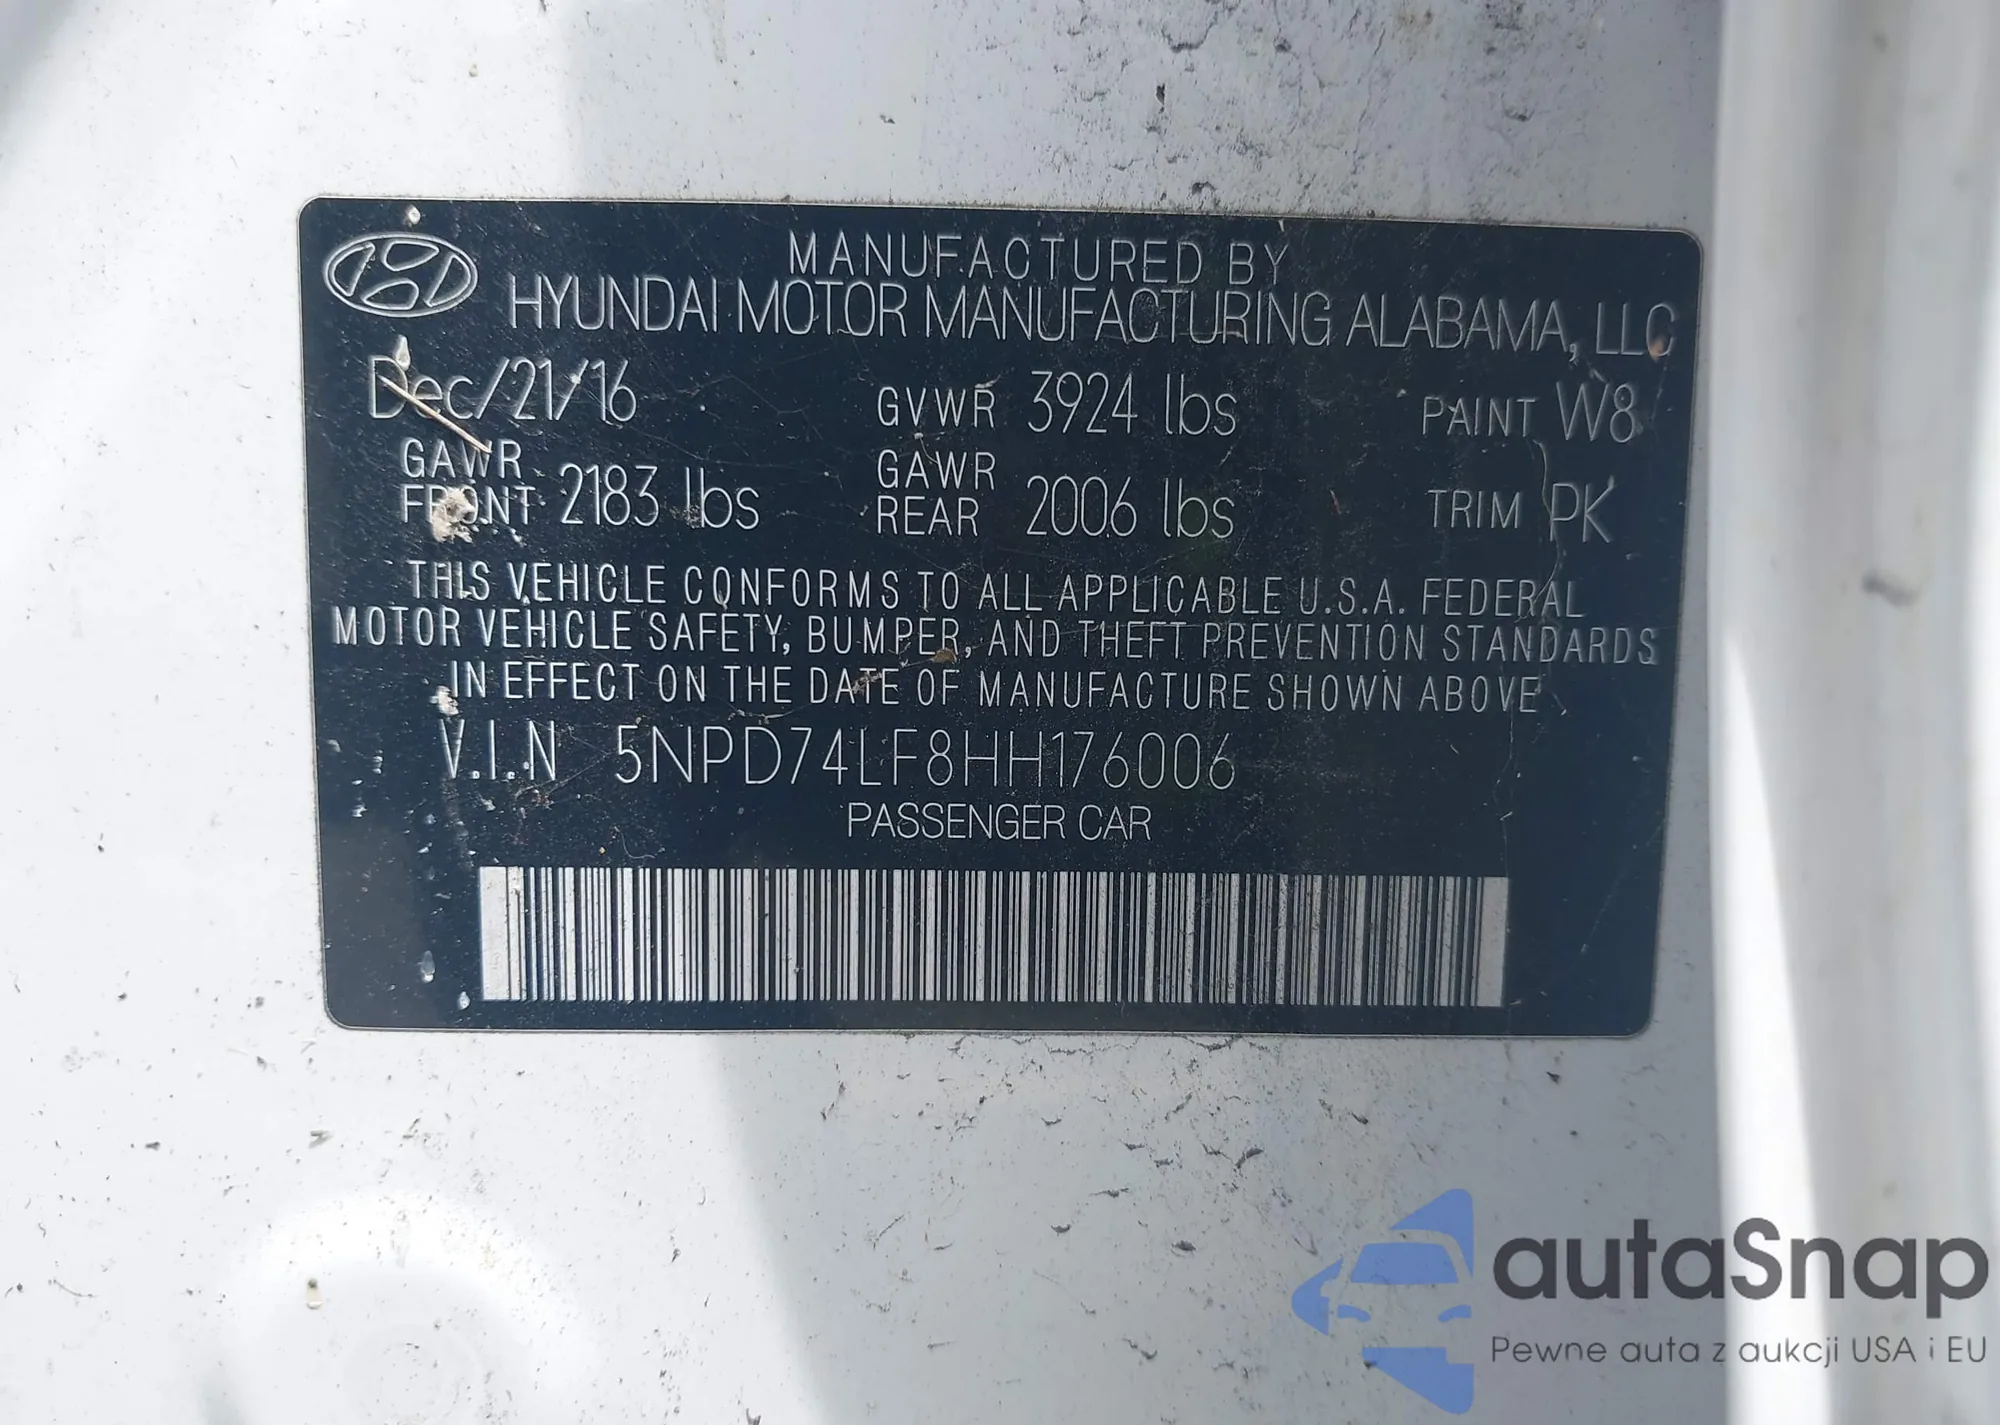 MANUFACTURED BY
HYUNDAI MOTOR MANUFACTURING ALABAMA, LLC
Dec/21/16 GVWR 3924 lbs PAINT W8
GAWR FRONT 2183 lbs GAWR REAR 2006 lbs TRIM PK
THIS VEHICLE CONFORMS TO ALL APPLICABLE U.S.A. FEDERAL
MOTOR VEHICLE SAFETY, BUMPER, AND THEFT PREVENTION STANDARDS
IN EFFECT ON THE DATE OF MANUFACTURE SHOWN ABOVE
V.I.N 5NPD74LF8HH176006
PASSENGER CAR
autaSnap
Pewne auta z aukcji USA i EU